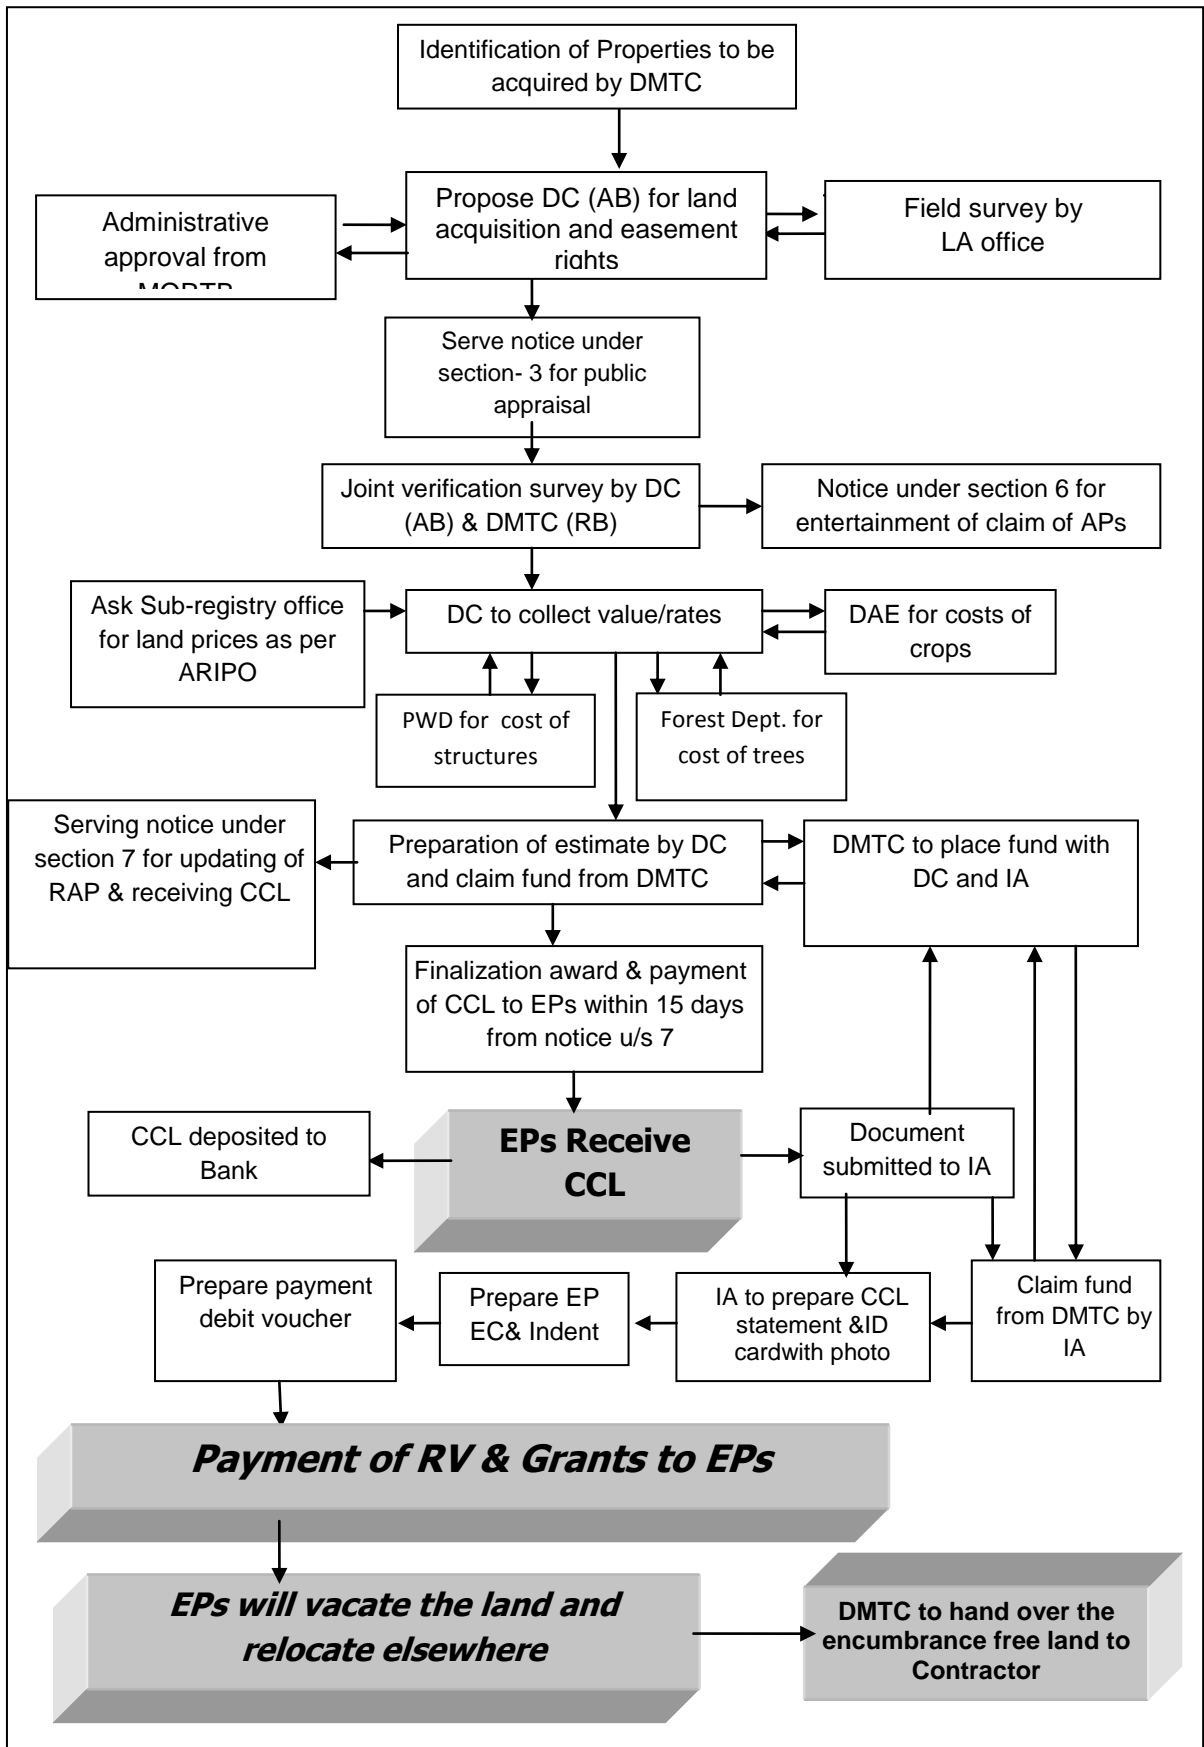 Identification of Properties to be
acquired by DMTC
Administrative
approval from
Propose DC (AB) for land
acquisition and easement
rights
Field survey by
LA office
Serve notice under
section- 3 for public
appraisal
Joint verification survey by DC
(AB) & DMTC (RB)
Notice under section 6 for
entertainment of claim of APs
Ask Sub-registry office
for land prices as per
ARIPO
DC to collect value/rates
DAE for costs of
crops
PWD for cost of
structures
Forest Dept. for
cost of trees
Serving notice under
section 7 for updating of
RAP & receiving CCL
Preparation of estimate by DC
and claim fund from DMTC
DMTC to place fund with
DC and IA
Finalization award & payment
of CCL to EPs within 15 days
from notice u/s 7
CCL deposited to
Bank
EPs Receive
CCL
Document
submitted to IA
Prepare payment
debit voucher
Prepare EP
EC& Indent
IA to prepare CCL
statement &ID
cardwith photo
Claim fund
from DMTC by
IA
Payment of RV & Grants to EPs
EPs will vacate the land and
relocate elsewhere
DMTC to hand over the
encumbrance free land to
Contractor